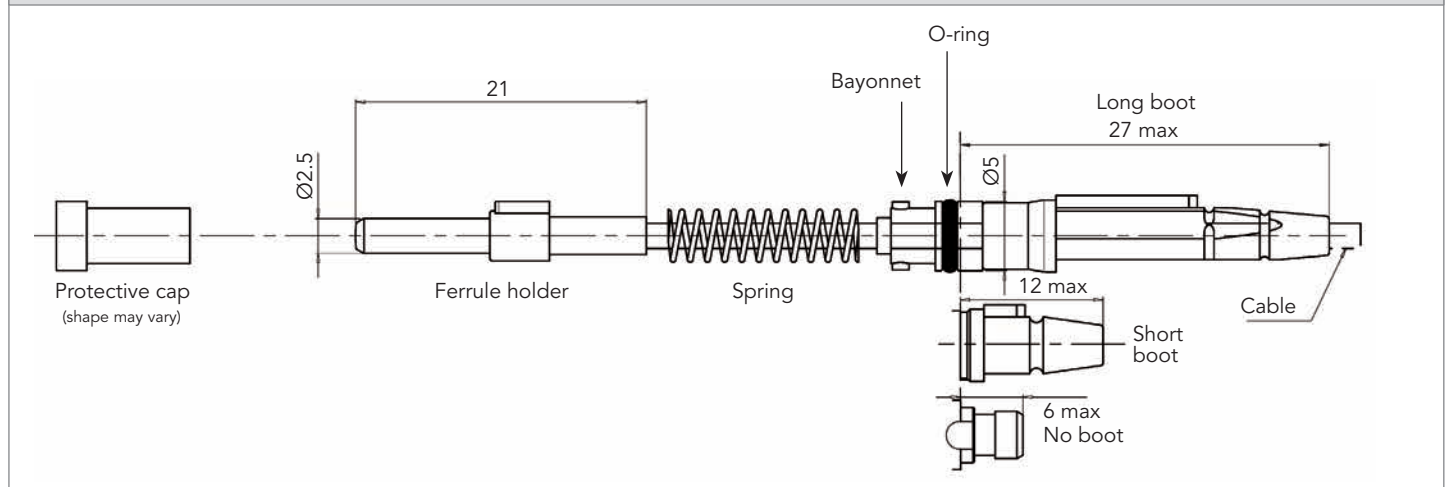 O-ring
Bayonnet
21
Long boot
27 max
Ø2.5
Ø5
Protective cap
(shape may vary)
Ferrule holder
Spring
12 max
Cable
Short
boot
6 max
No boot